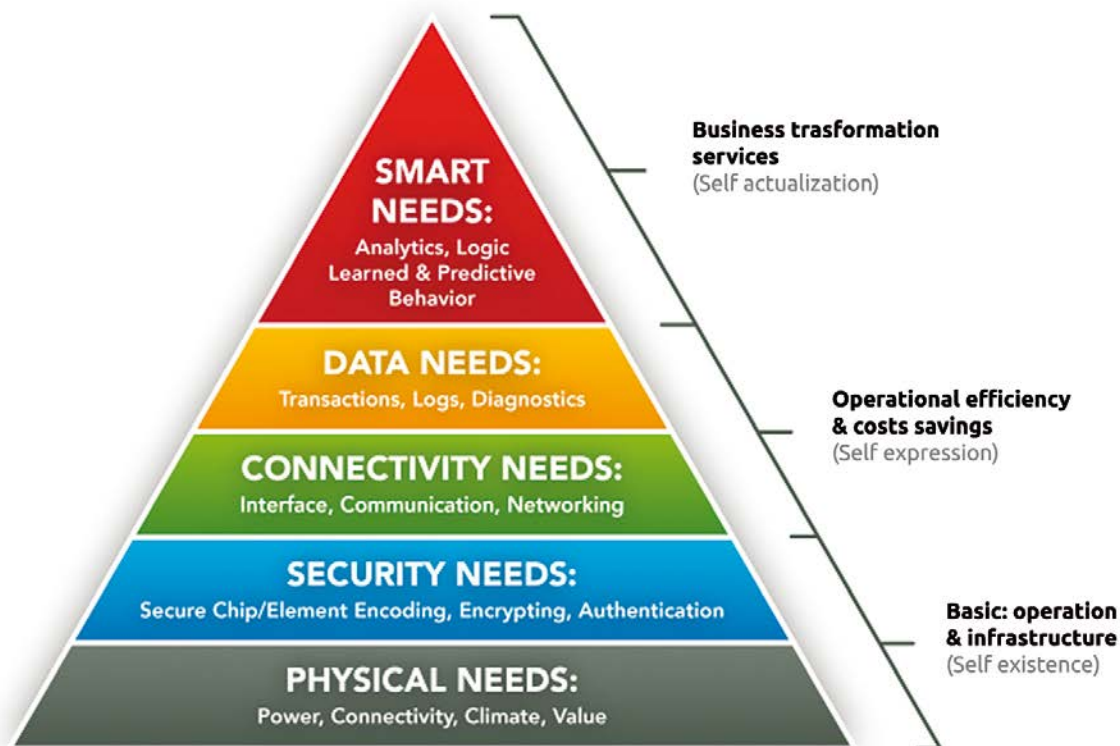 SMART
NEEDS:
Analytics, Logic
Learned & Predictive
Behavior
DATA NEEDS:
Transactions, Logs, Diagnostics
CONNECTIVITY NEEDS:
Interface, Communication, Networking
SECURITY NEEDS:
Secure Chip/Element Encoding, Encrypting, Authentication
PHYSICAL NEEDS:
Power, Connectivity, Climate, Value
Business trasformation
services
(Self actualization)
Operational efficiency
& costs savings
(Self expression)
Basic: operation
& infrastructure
(Self existence)